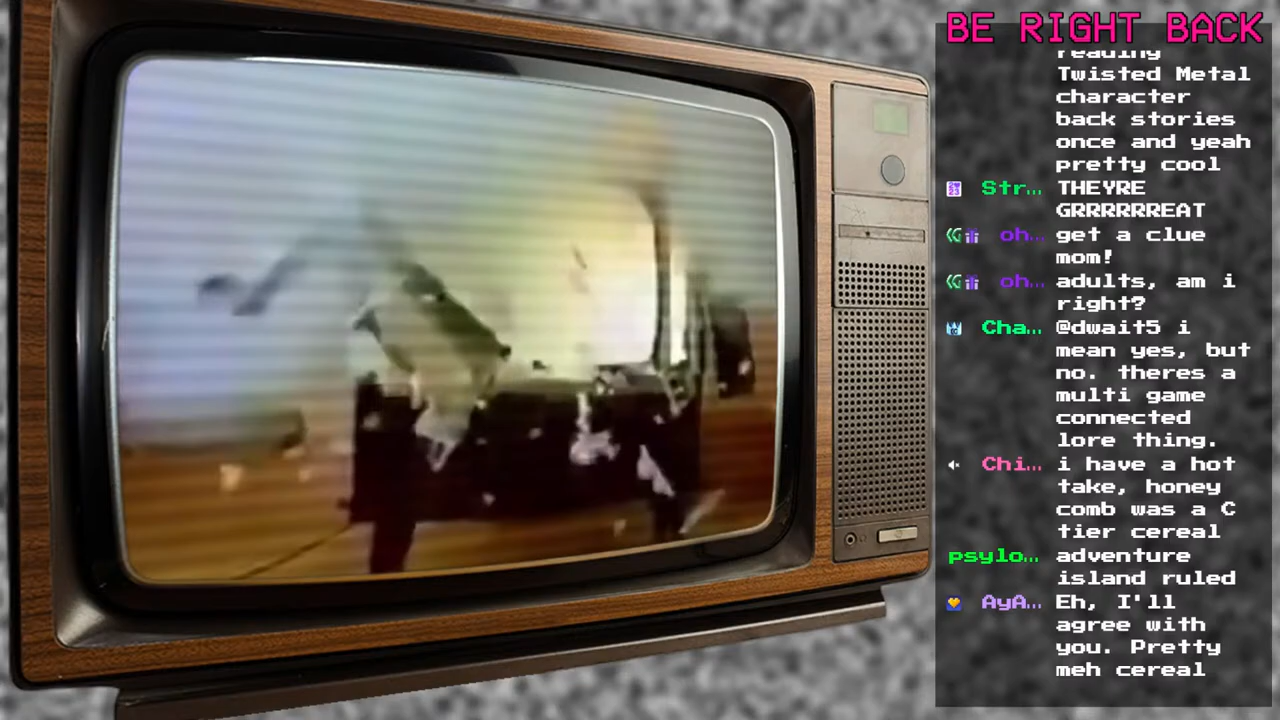 BE RIGHT BACK
reading
Twisted Metal
character
back stories
once and yeah
pretty cool
Str... THEYRE
GRRRRRREAT
oh... get a clue
mom!
oh... adults, am i
right?
Cha... @dwait5 i
mean yes, but
no. theres a
multi game
connected
lore thing.
Chi... i have a hot
take, honey
comb was a C
tier cereal
psylo... adventure
island ruled
AyA... Eh, I'll
agree with
you. Pretty
meh cereal